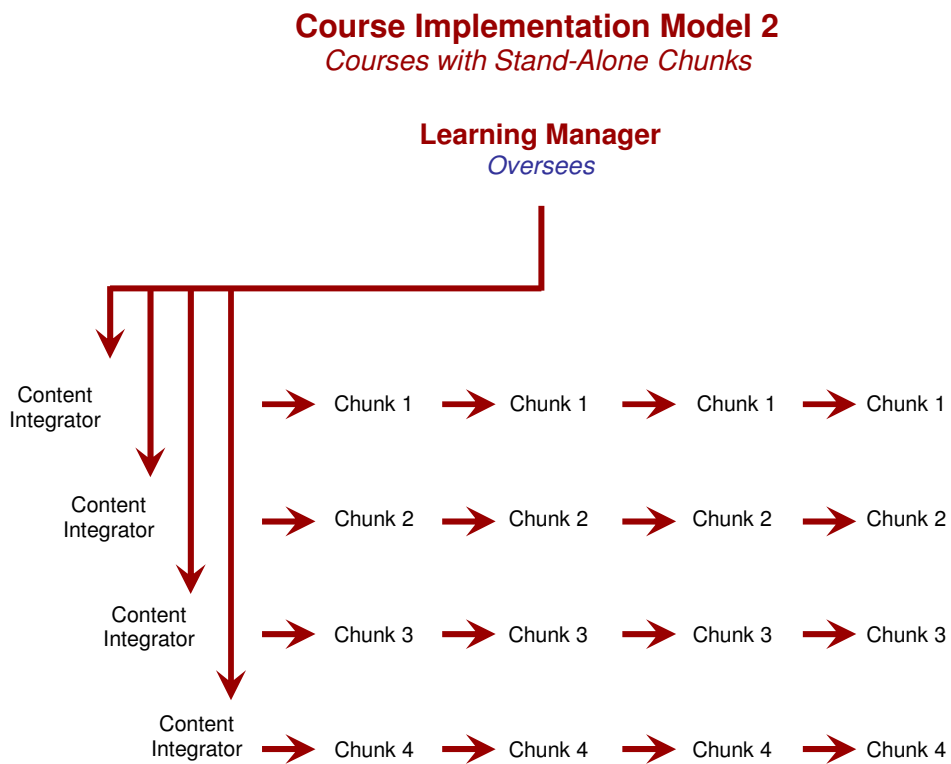 Course Implementation Model 2
Courses with Stand-Alone Chunks
Learning Manager
Oversees
Content
Integrator
Chunk 1 Chunk 1 Chunk 1 Chunk 1
Content
Integrator
Chunk 2 Chunk 2 Chunk 2 Chunk 2
Content
Integrator
Chunk 3 Chunk 3 Chunk 3 Chunk 3
Content
Integrator
Chunk 4 Chunk 4 Chunk 4 Chunk 4